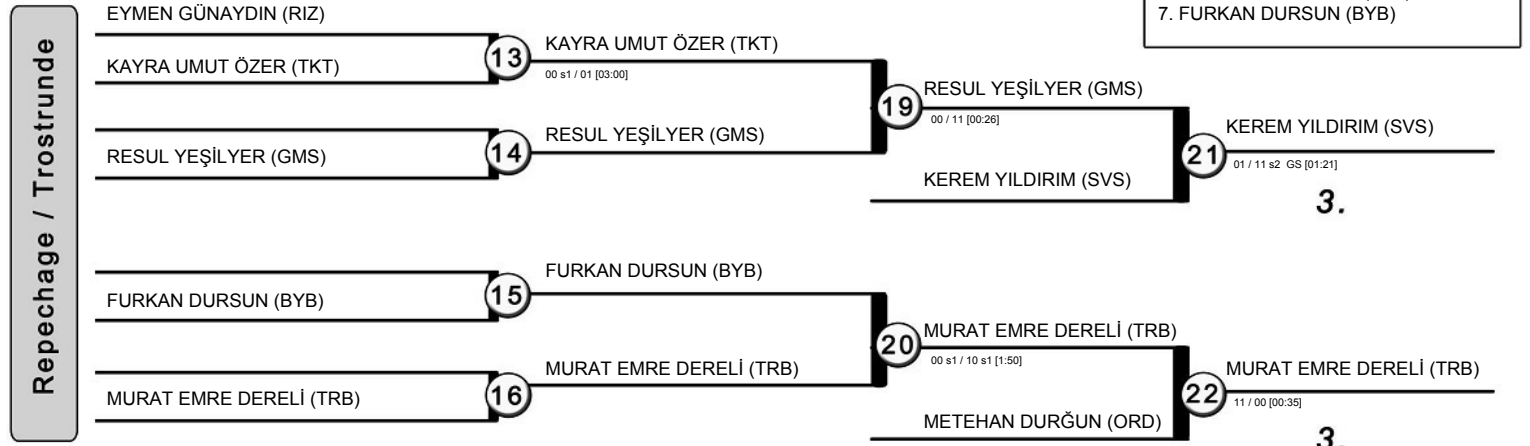 Repechage / Trostrunde
EYMEN GÜNAYDIN (RIZ)
KAYRA UMUT ÖZER (TKT)
13
KAYRA UMUT ÖZER (TKT)
00 s1 / 01 [03:00]
RESUL YEŞİLYER (GMS)
14
RESUL YEŞİLYER (GMS)
19
RESUL YEŞİLYER (GMS)
00 / 11 [00:26]
KEREM YILDIRIM (SVS)
21
KEREM YILDIRIM (SVS)
01 / 11 s2 GS [01:21]
3.
FURKAN DURSUN (BYB)
15
FURKAN DURSUN (BYB)
MURAT EMRE DERELİ (TRB)
16
MURAT EMRE DERELİ (TRB)
20
MURAT EMRE DERELİ (TRB)
00 s1 / 10 s1 [1:50]
METEHAN DURĞUN (ORD)
22
MURAT EMRE DERELİ (TRB)
11 / 00 [00:35]
3.
7. FURKAN DURSUN (BYB)